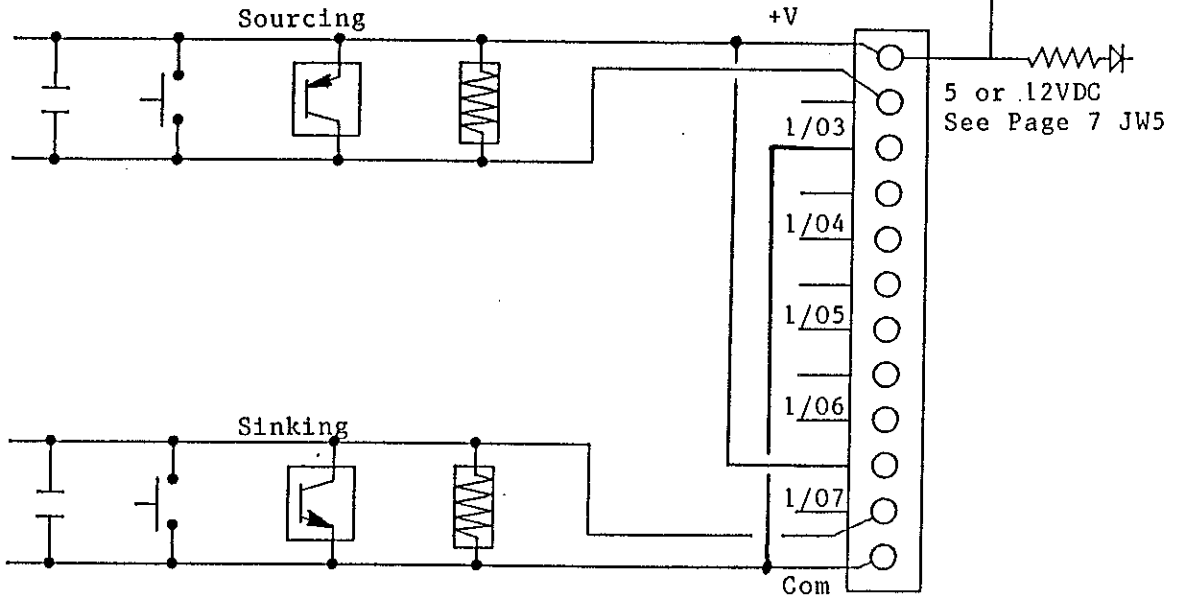 Sourcing
+V
5 or 12VDC
See Page 7 JW5
1/03
1/04
1/05
1/06
Sinking
1/07
Com